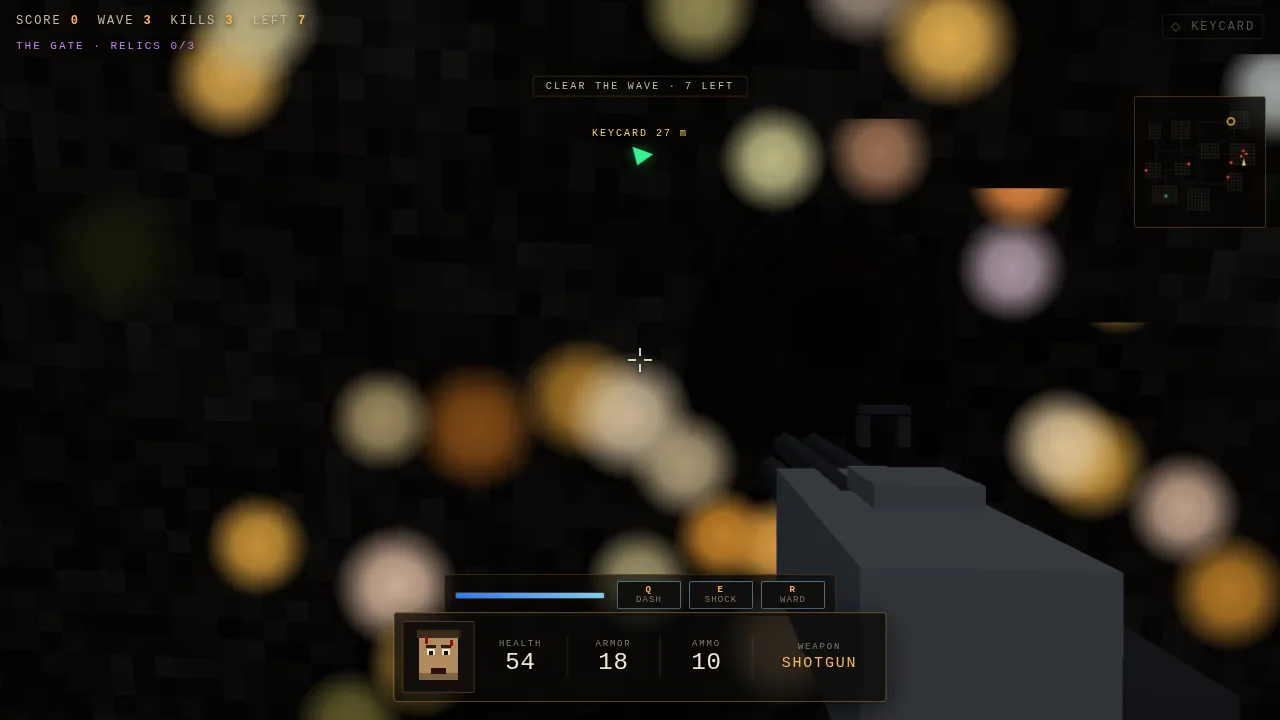 SCORE 0 WAVE 3 KILLS 3 LEFT 7
THE GATE · RELICS 0/3
◇ KEYCARD
CLEAR THE WAVE · 7 LEFT
KEYCARD 27 m
Q DASH
E SHOCK
R WARD
HEALTH 54
ARMOR 18
AMMO 10
WEAPON SHOTGUN